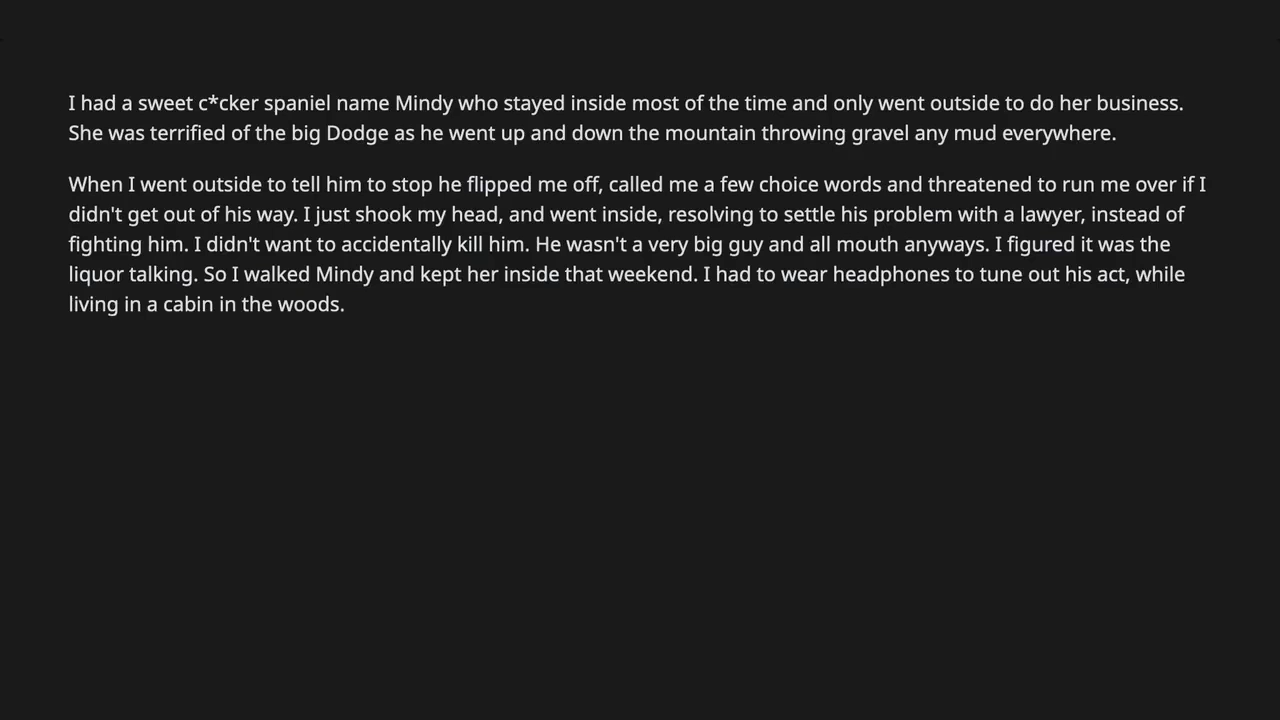 I had a sweet c*cker spaniel name Mindy who stayed inside most of the time and only went outside to do her business.
She was terrified of the big Dodge as he went up and down the mountain throwing gravel any mud everywhere.
When I went outside to tell him to stop he flipped me off, called me a few choice words and threatened to run me over if I
didn't get out of his way. I just shook my head, and went inside, resolving to settle his problem with a lawyer, instead of
fighting him. I didn't want to accidentally kill him. He wasn't a very big guy and all mouth anyways. I figured it was the
liquor talking. So I walked Mindy and kept her inside that weekend. I had to wear headphones to tune out his act, while
living in a cabin in the woods.